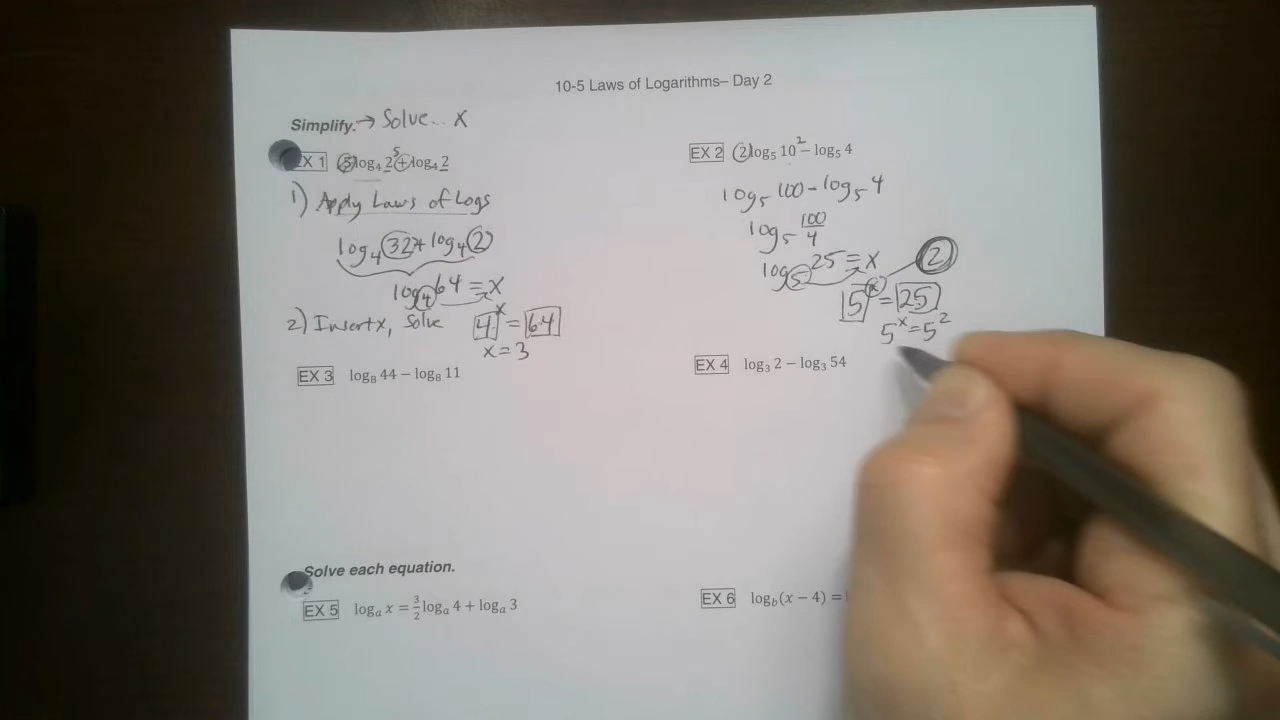 10-5 Laws of Logarithms– Day 2
Simplify. → Solve... x
EX 1 5log₄ 2⁵ + log₄ 2
1) Apply Laws of Logs
log₄ 32 + log₄ 2
log₄ 64 = x
2) Insert x, Solve 4ˣ = 64
x = 3
EX 2 2log₅ 10² − log₅ 4
log₅ 100 − log₅ 4
log₅ 100/4
log₅ 25 = x 2
5ˣ = 25
5ˣ = 5²
EX 3 log₈ 44 − log₈ 11
EX 4 log₃ 2 − log₃ 54
Solve each equation.
EX 5 logₐ x = 3/2 logₐ 4 + logₐ 3
EX 6 log_b(x − 4) =